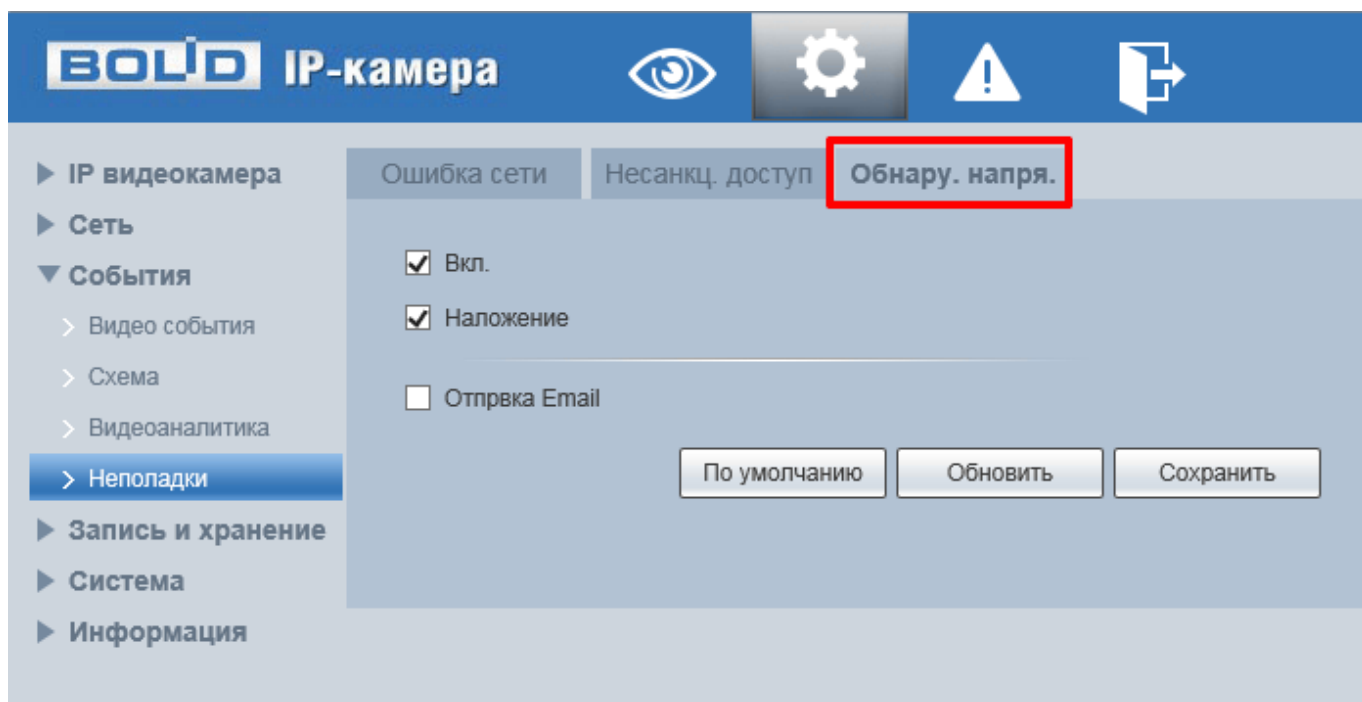 BOLID IP-камера
IP видеокамера
Сеть
События
Видео события
Схема
Видеоаналитика
Неполадки
Запись и хранение
Система
Информация
Ошибка сети Несанкц. доступ Обнару. напря.
Вкл.
Наложение
Отпрвка Email
По умолчанию Обновить Сохранить